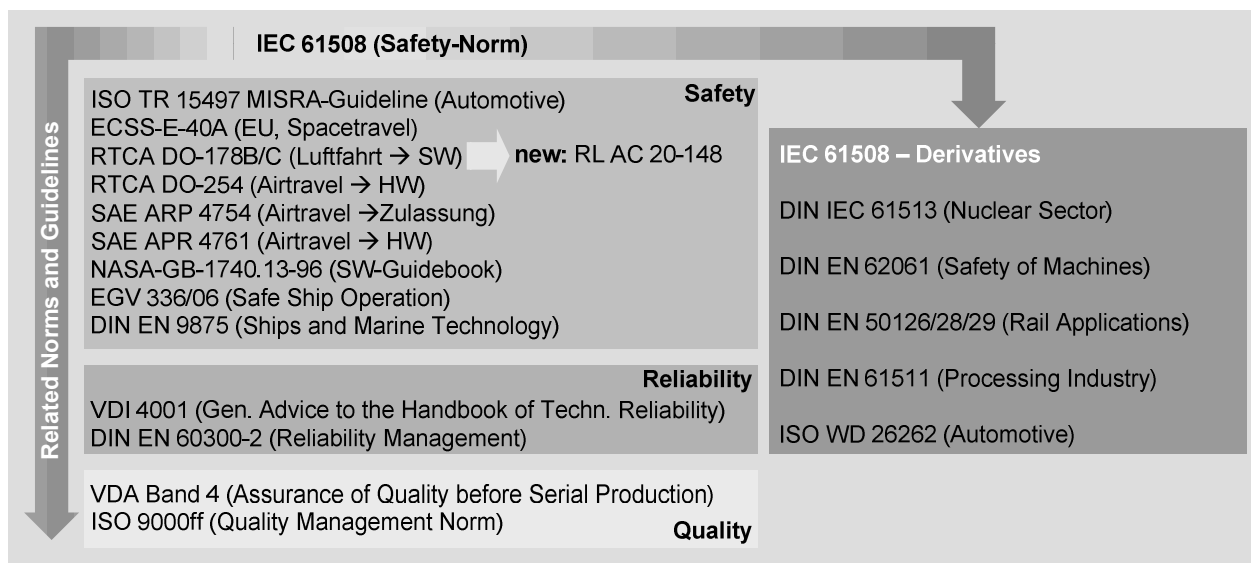 IEC 61508 (Safety-Norm)
Related Norms and Guidelines
Safety
ISO TR 15497 MISRA-Guideline (Automotive)
ECSS-E-40A (EU, Spacetravel)
RTCA DO-178B/C (Luftfahrt → SW)
new: RL AC 20-148
RTCA DO-254 (Airtravel → HW)
SAE ARP 4754 (Airtravel →Zulassung)
SAE APR 4761 (Airtravel → HW)
NASA-GB-1740.13-96 (SW-Guidebook)
EGV 336/06 (Safe Ship Operation)
DIN EN 9875 (Ships and Marine Technology)
Reliability
VDI 4001 (Gen. Advice to the Handbook of Techn. Reliability)
DIN EN 60300-2 (Reliability Management)
VDA Band 4 (Assurance of Quality before Serial Production)
ISO 9000ff (Quality Management Norm)
Quality
IEC 61508 – Derivatives
DIN IEC 61513 (Nuclear Sector)
DIN EN 62061 (Safety of Machines)
DIN EN 50126/28/29 (Rail Applications)
DIN EN 61511 (Processing Industry)
ISO WD 26262 (Automotive)